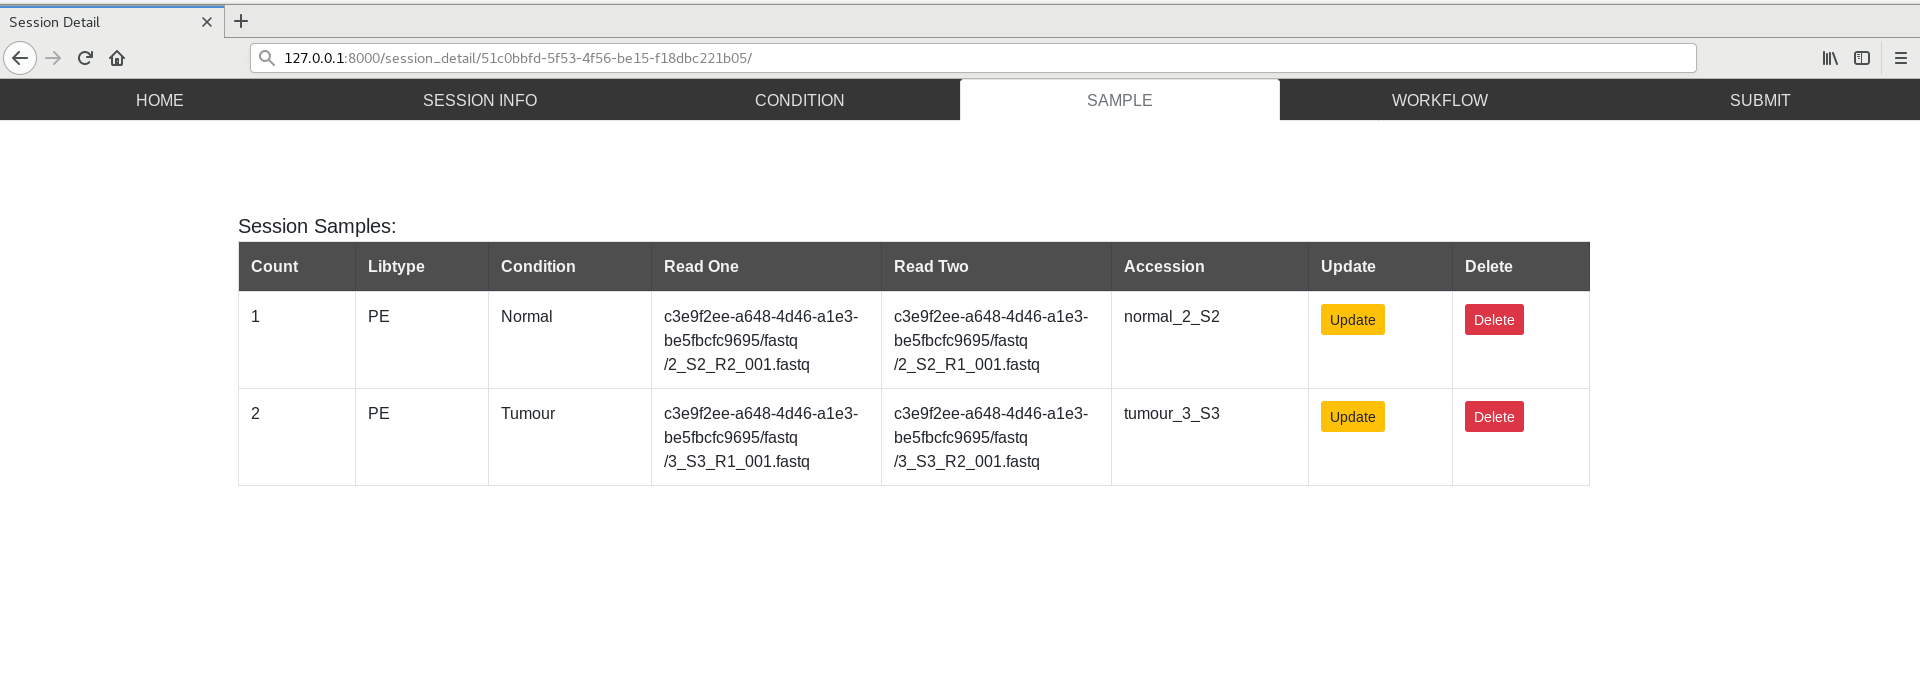 Session Detail
127.0.0.1:8000/session_detail/51c0bbfd-5f53-4f56-be15-f18dbc221b05/
HOME SESSION INFO CONDITION SAMPLE WORKFLOW SUBMIT
Session Samples:
Count Libtype Condition Read One Read Two Accession Update Delete
1 PE Normal c3e9f2ee-a648-4d46-a1e3- c3e9f2ee-a648-4d46-a1e3- normal_2_S2 Update Delete
be5fbcfc9695/fastq be5fbcfc9695/fastq
/2_S2_R2_001.fastq /2_S2_R1_001.fastq
2 PE Tumour c3e9f2ee-a648-4d46-a1e3- c3e9f2ee-a648-4d46-a1e3- tumour_3_S3 Update Delete
be5fbcfc9695/fastq be5fbcfc9695/fastq
/3_S3_R1_001.fastq /3_S3_R2_001.fastq